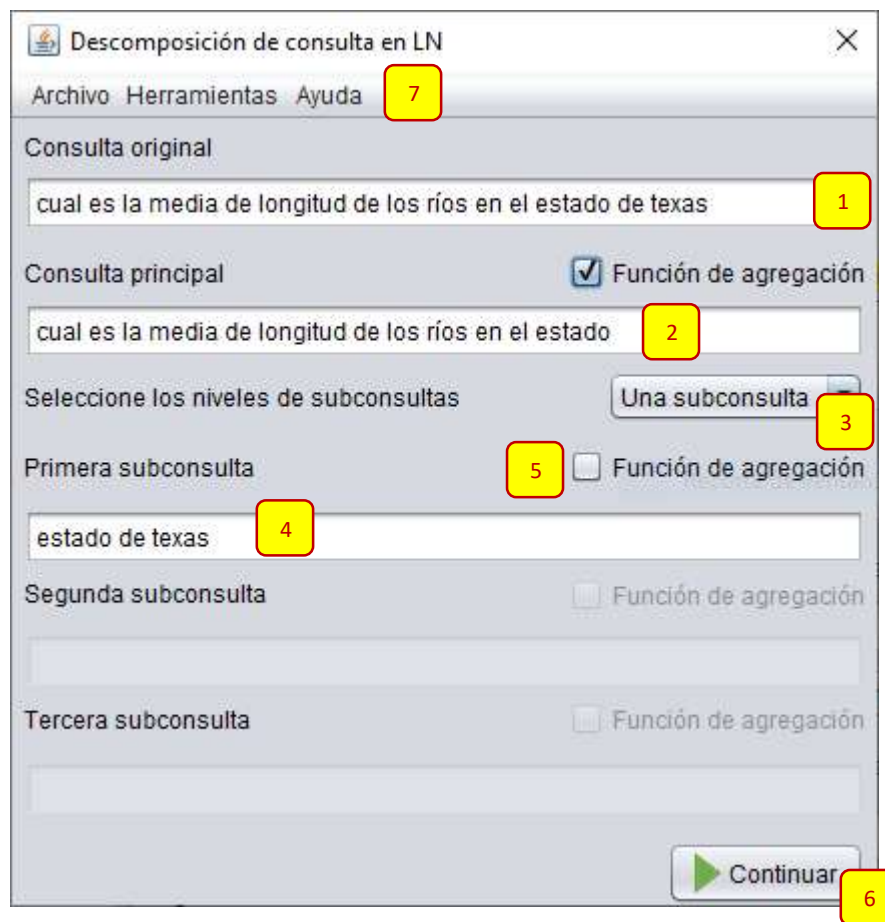 Descomposición de consulta en LN
Archivo Herramientas Ayuda 7
Consulta original
cual es la media de longitud de los ríos en el estado de texas 1
Consulta principal Función de agregación
cual es la media de longitud de los ríos en el estado 2
Seleccione los niveles de subconsultas Una subconsulta 3
Primera subconsulta 5 Función de agregación
estado de texas 4
Segunda subconsulta Función de agregación
Tercera subconsulta Función de agregación
Continuar 6